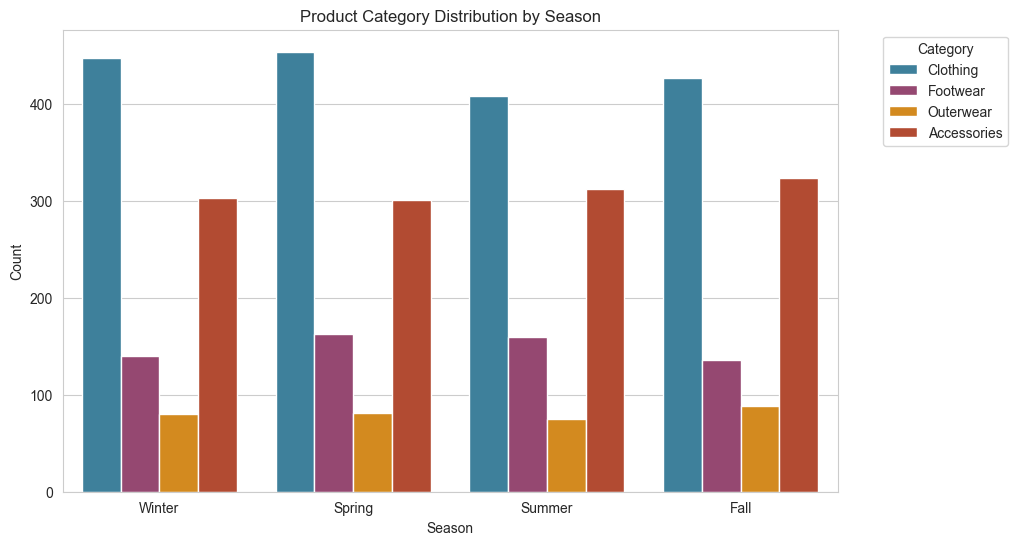 Product Category Distribution by Season
Category
Clothing
Footwear
Outerwear
Accessories
400
300
200
100
0
Count
Winter
Spring
Summer
Fall
Season